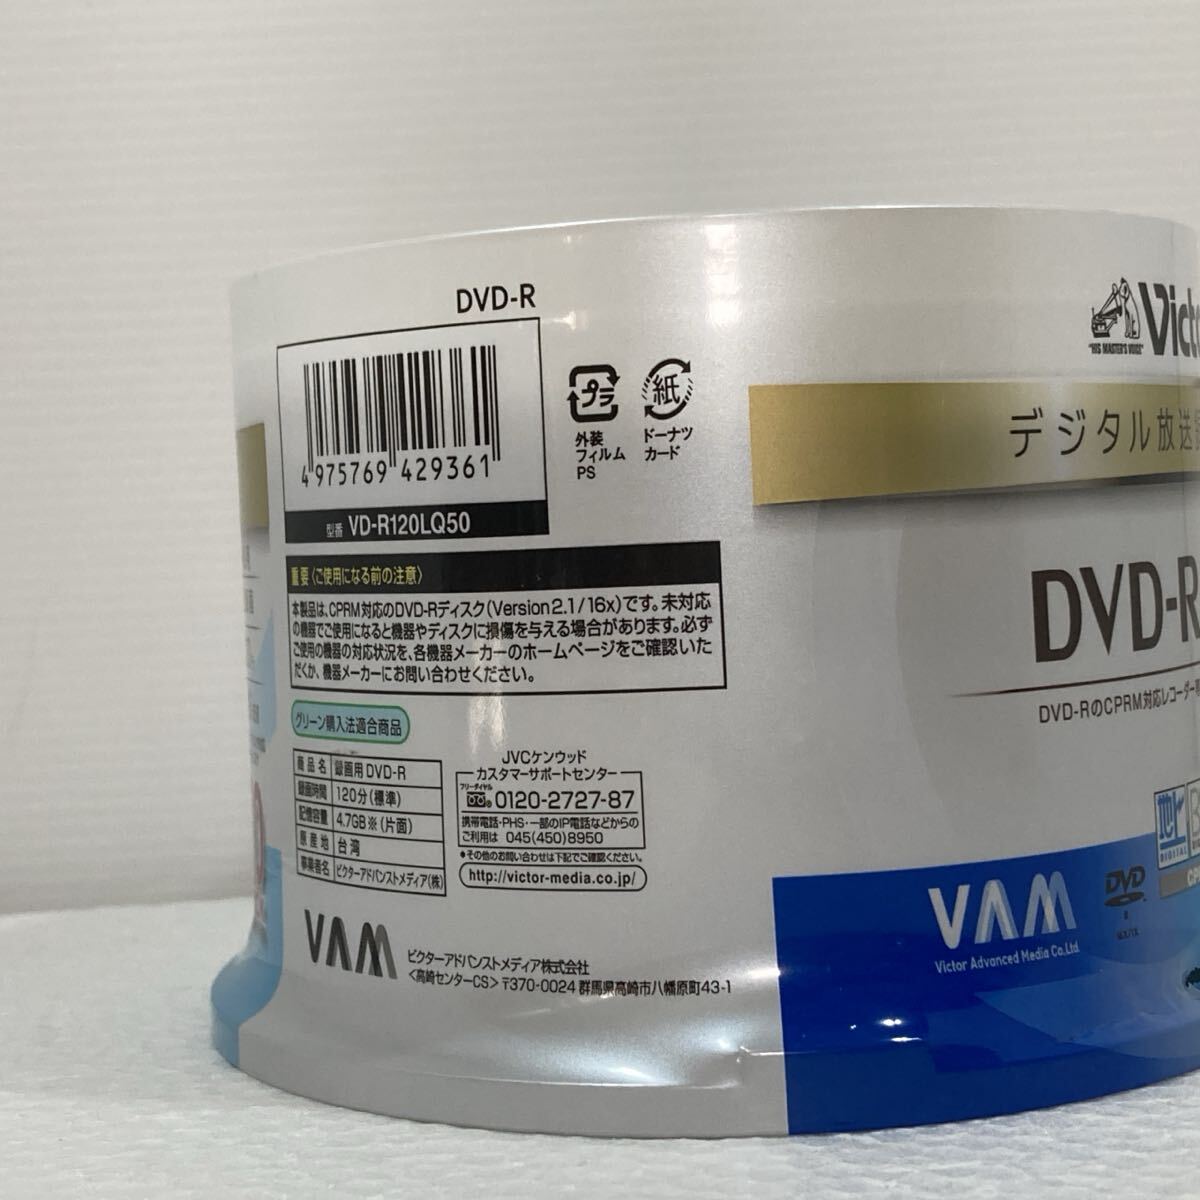 DVD-R
4 975769 429361
型番 VD-R120LQ50
プラ
外装
フィルム
PS
紙
ドーナツ
カード
重要〈ご使用になる前の注意〉
本製品は、CPRM対応のDVD-Rディスク(Version2.1/16x)です。未対応
の機器でご使用になると機器やディスクに損傷を与える場合があります。必ず
ご使用の機器の対応状況を、各機器メーカーのホームページをご確認いた
だくか、機器メーカーにお問い合わせください。
グリーン購入法適合商品
商品名 録画用DVD-R
録画時間 120分(標準)
記憶容量 4.7GB※(片面)
原産地 台湾
事業者名 ビクターアドバンストメディア(株)
JVCケンウッド
カスタマーサポートセンター
フリーダイヤル
0120-2727-87
携帯電話・PHS・一部のIP電話などからの
ご利用は 045(450)8950
●その他のお問い合わせは下記でご確認ください。
http://victor-media.co.jp/
VAM
ビクターアドバンストメディア株式会社
<高崎センターCS> 〒370-0024 群馬県高崎市八幡原町43-1
"HIS MASTER'S VOICE"
デジタル放送
DVD-R
DVD-RのCPRM対応レコーダー
VAM
Victor Advanced Media Co.,Ltd.
DVD
R
地上
DIGITAL